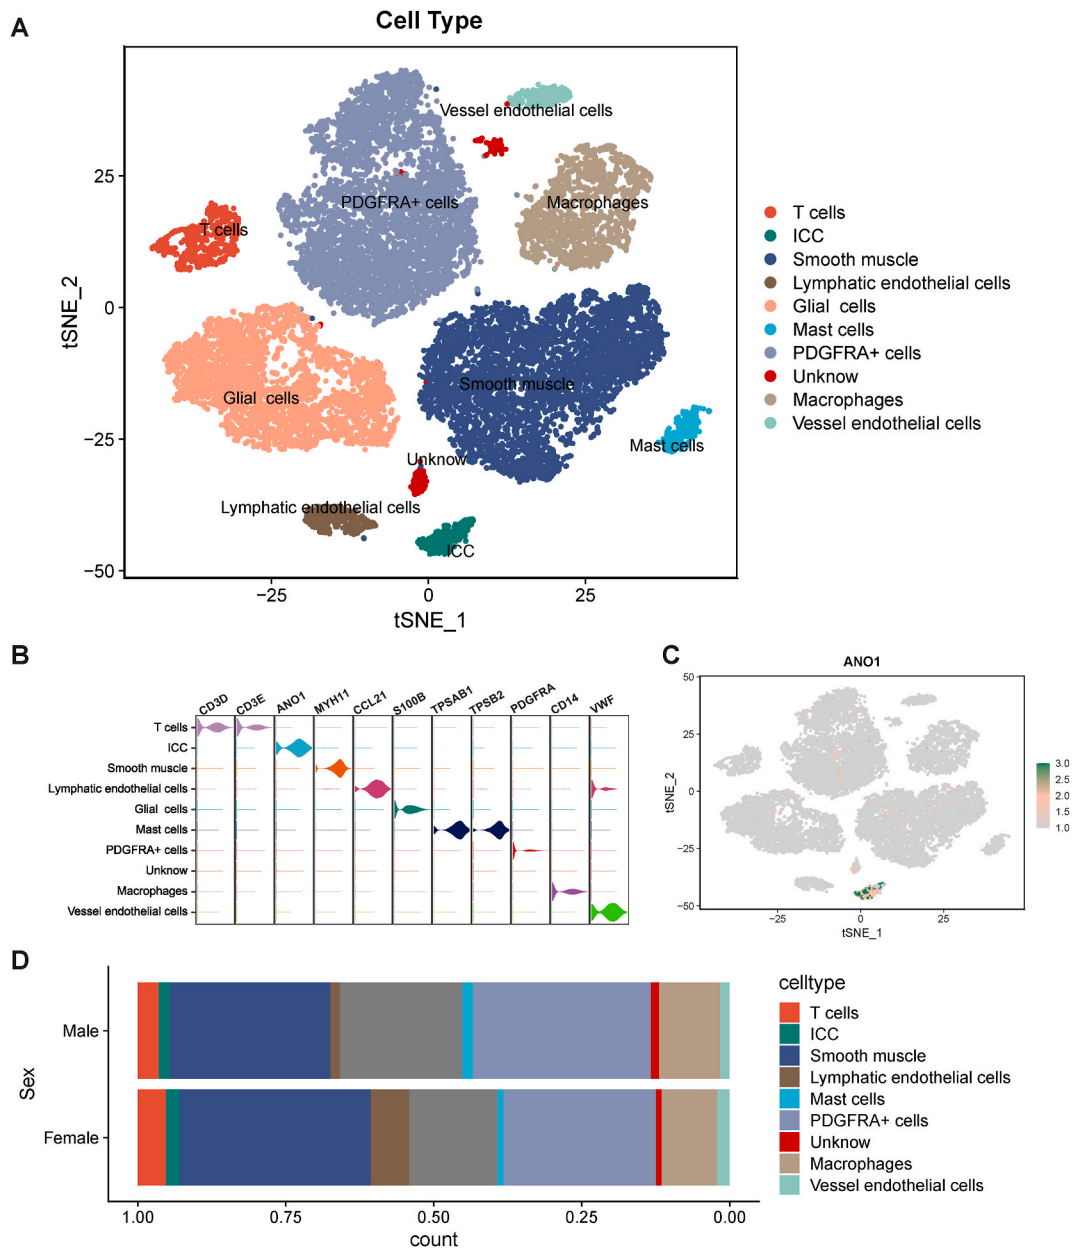 A
Cell Type
Vessel endothelial cells
PDGFRA+ cells
Macrophages
T cells
Smooth muscle
Glial  cells
Mast cells
Unknow
Lymphatic endothelial cells
ICC
25
0
−25
−50
tSNE_2
−25
0
25
tSNE_1
T cells
ICC
Smooth muscle
Lymphatic endothelial cells
Glial  cells
Mast cells
PDGFRA+ cells
Unknow
Macrophages
Vessel endothelial cells
B
CD3D
CD3E
ANO1
MYH11
CCL21
S100B
TPSAB1
TPSB2
PDGFRA
CD14
VWF
T cells
ICC
Smooth muscle
Lymphatic endothelial cells
Glial  cells
Mast cells
PDGFRA+ cells
Unknow
Macrophages
Vessel endothelial cells
C
ANO1
50
25
0
−25
−50
tSNE_2
−25
0
25
tSNE_1
3.0
2.5
2.0
1.5
1.0
D
Male
Female
Sex
1.00
0.75
0.50
0.25
0.00
count
celltype
T cells
ICC
Smooth muscle
Lymphatic endothelial cells
Mast cells
PDGFRA+ cells
Unknow
Macrophages
Vessel endothelial cells